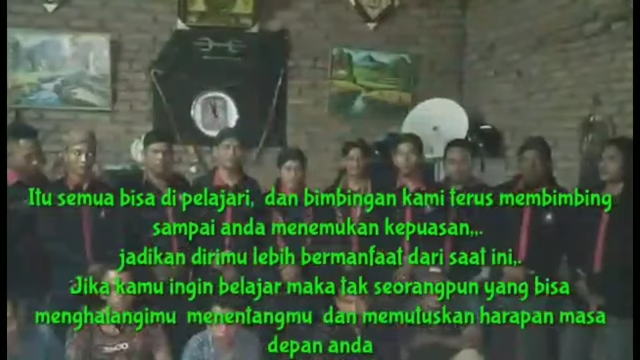 Itu semua bisa di pelajari, dan bimbingan kami terus membimbing
sampai anda menemukan kepuasan,,.
jadikan dirimu lebih bermanfaat dari saat ini,.
Jika kamu ingin belajar maka tak seorangpun yang bisa
menghalangimu menentangmu dan memutuskan harapan masa
depan anda